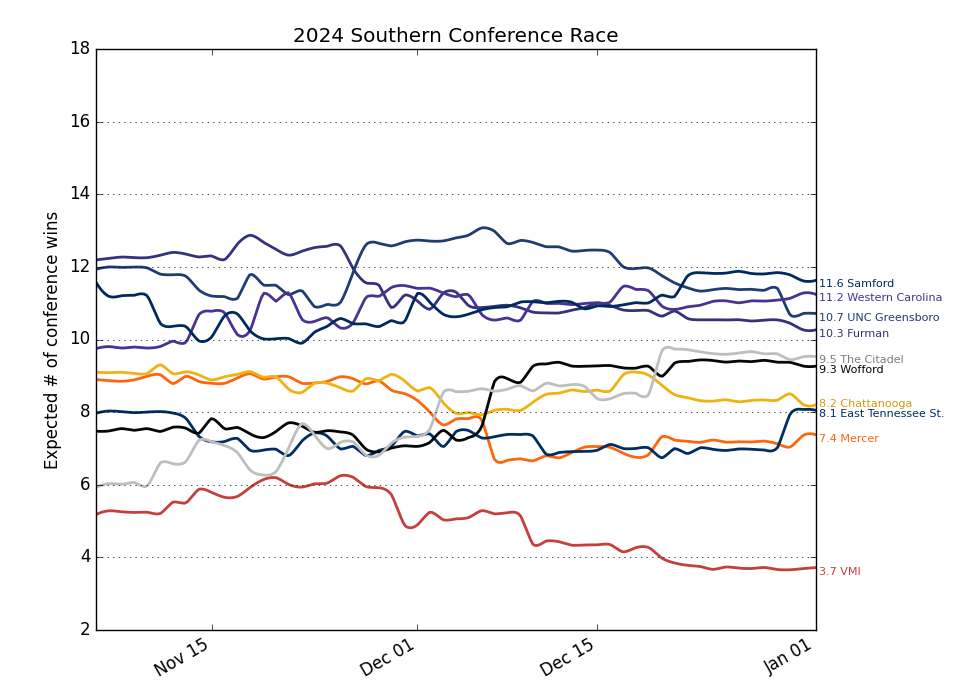 2024 Southern Conference Race
Expected # of conference wins
18
16
14
12
10
8
6
4
2
Nov 15
Dec 01
Dec 15
Jan 01
11.6 Samford
11.2 Western Carolina
10.7 UNC Greensboro
10.3 Furman
9.5 The Citadel
9.3 Wofford
8.2 Chattanooga
8.1 East Tennessee St.
7.4 Mercer
3.7 VMI